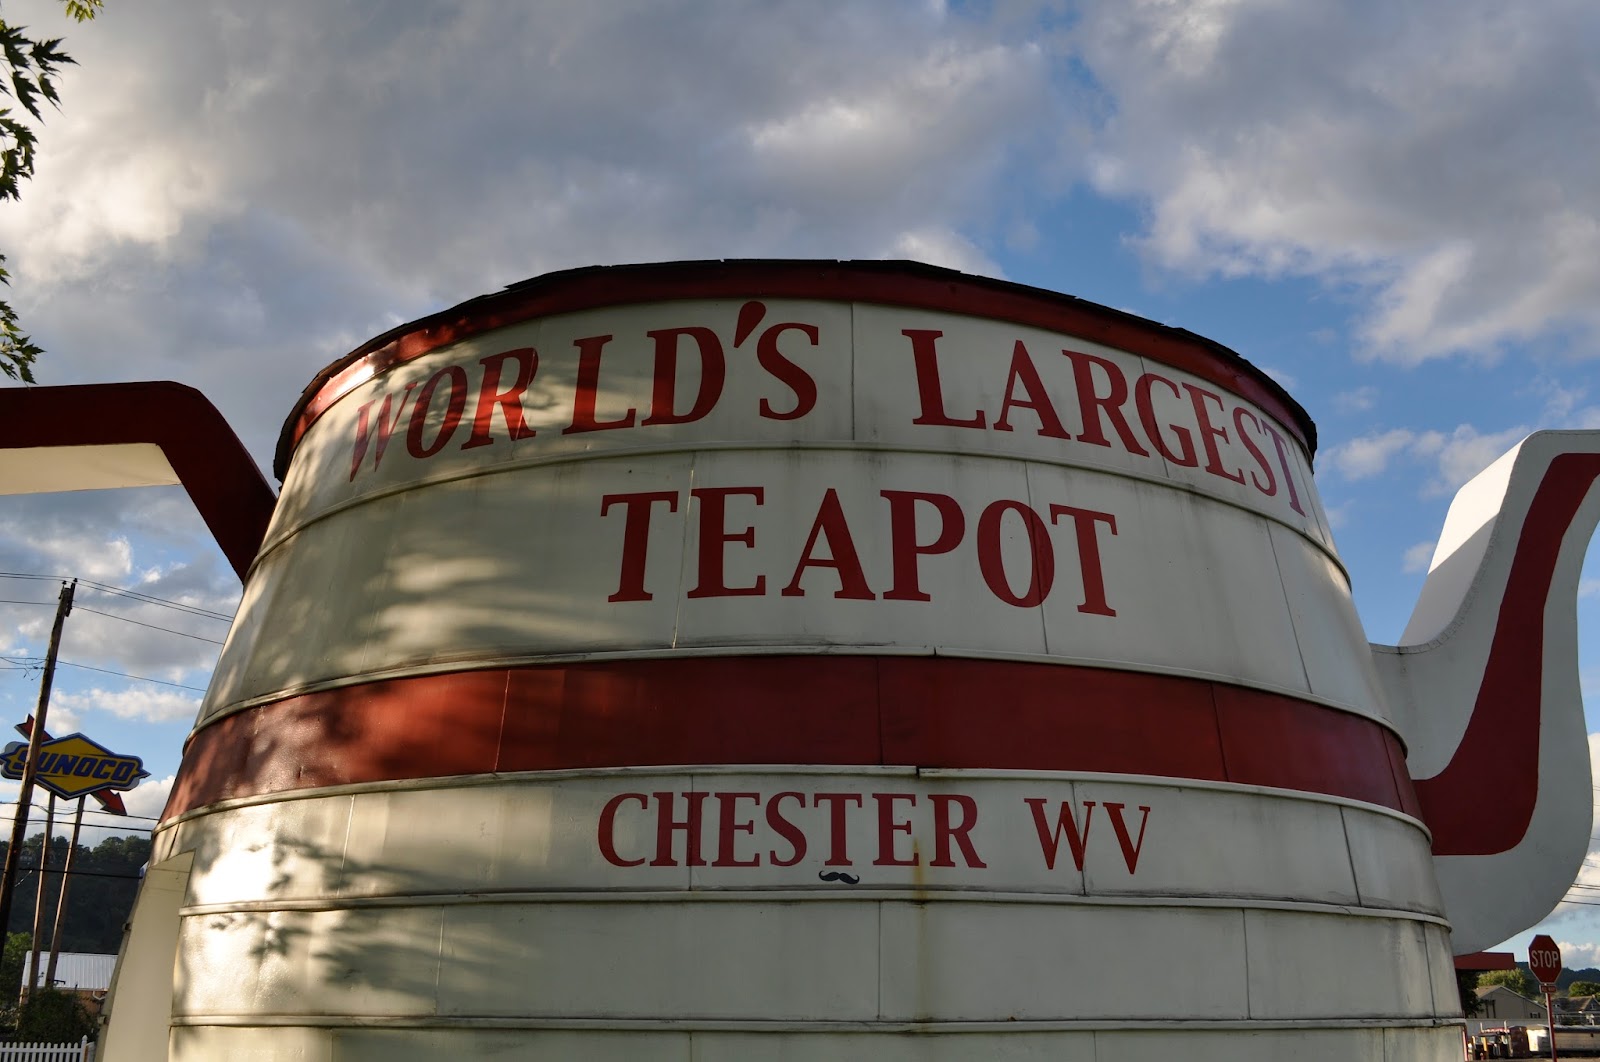 WORLD'S LARGEST
TEAPOT
CHESTER WV
SUNOCO
STOP